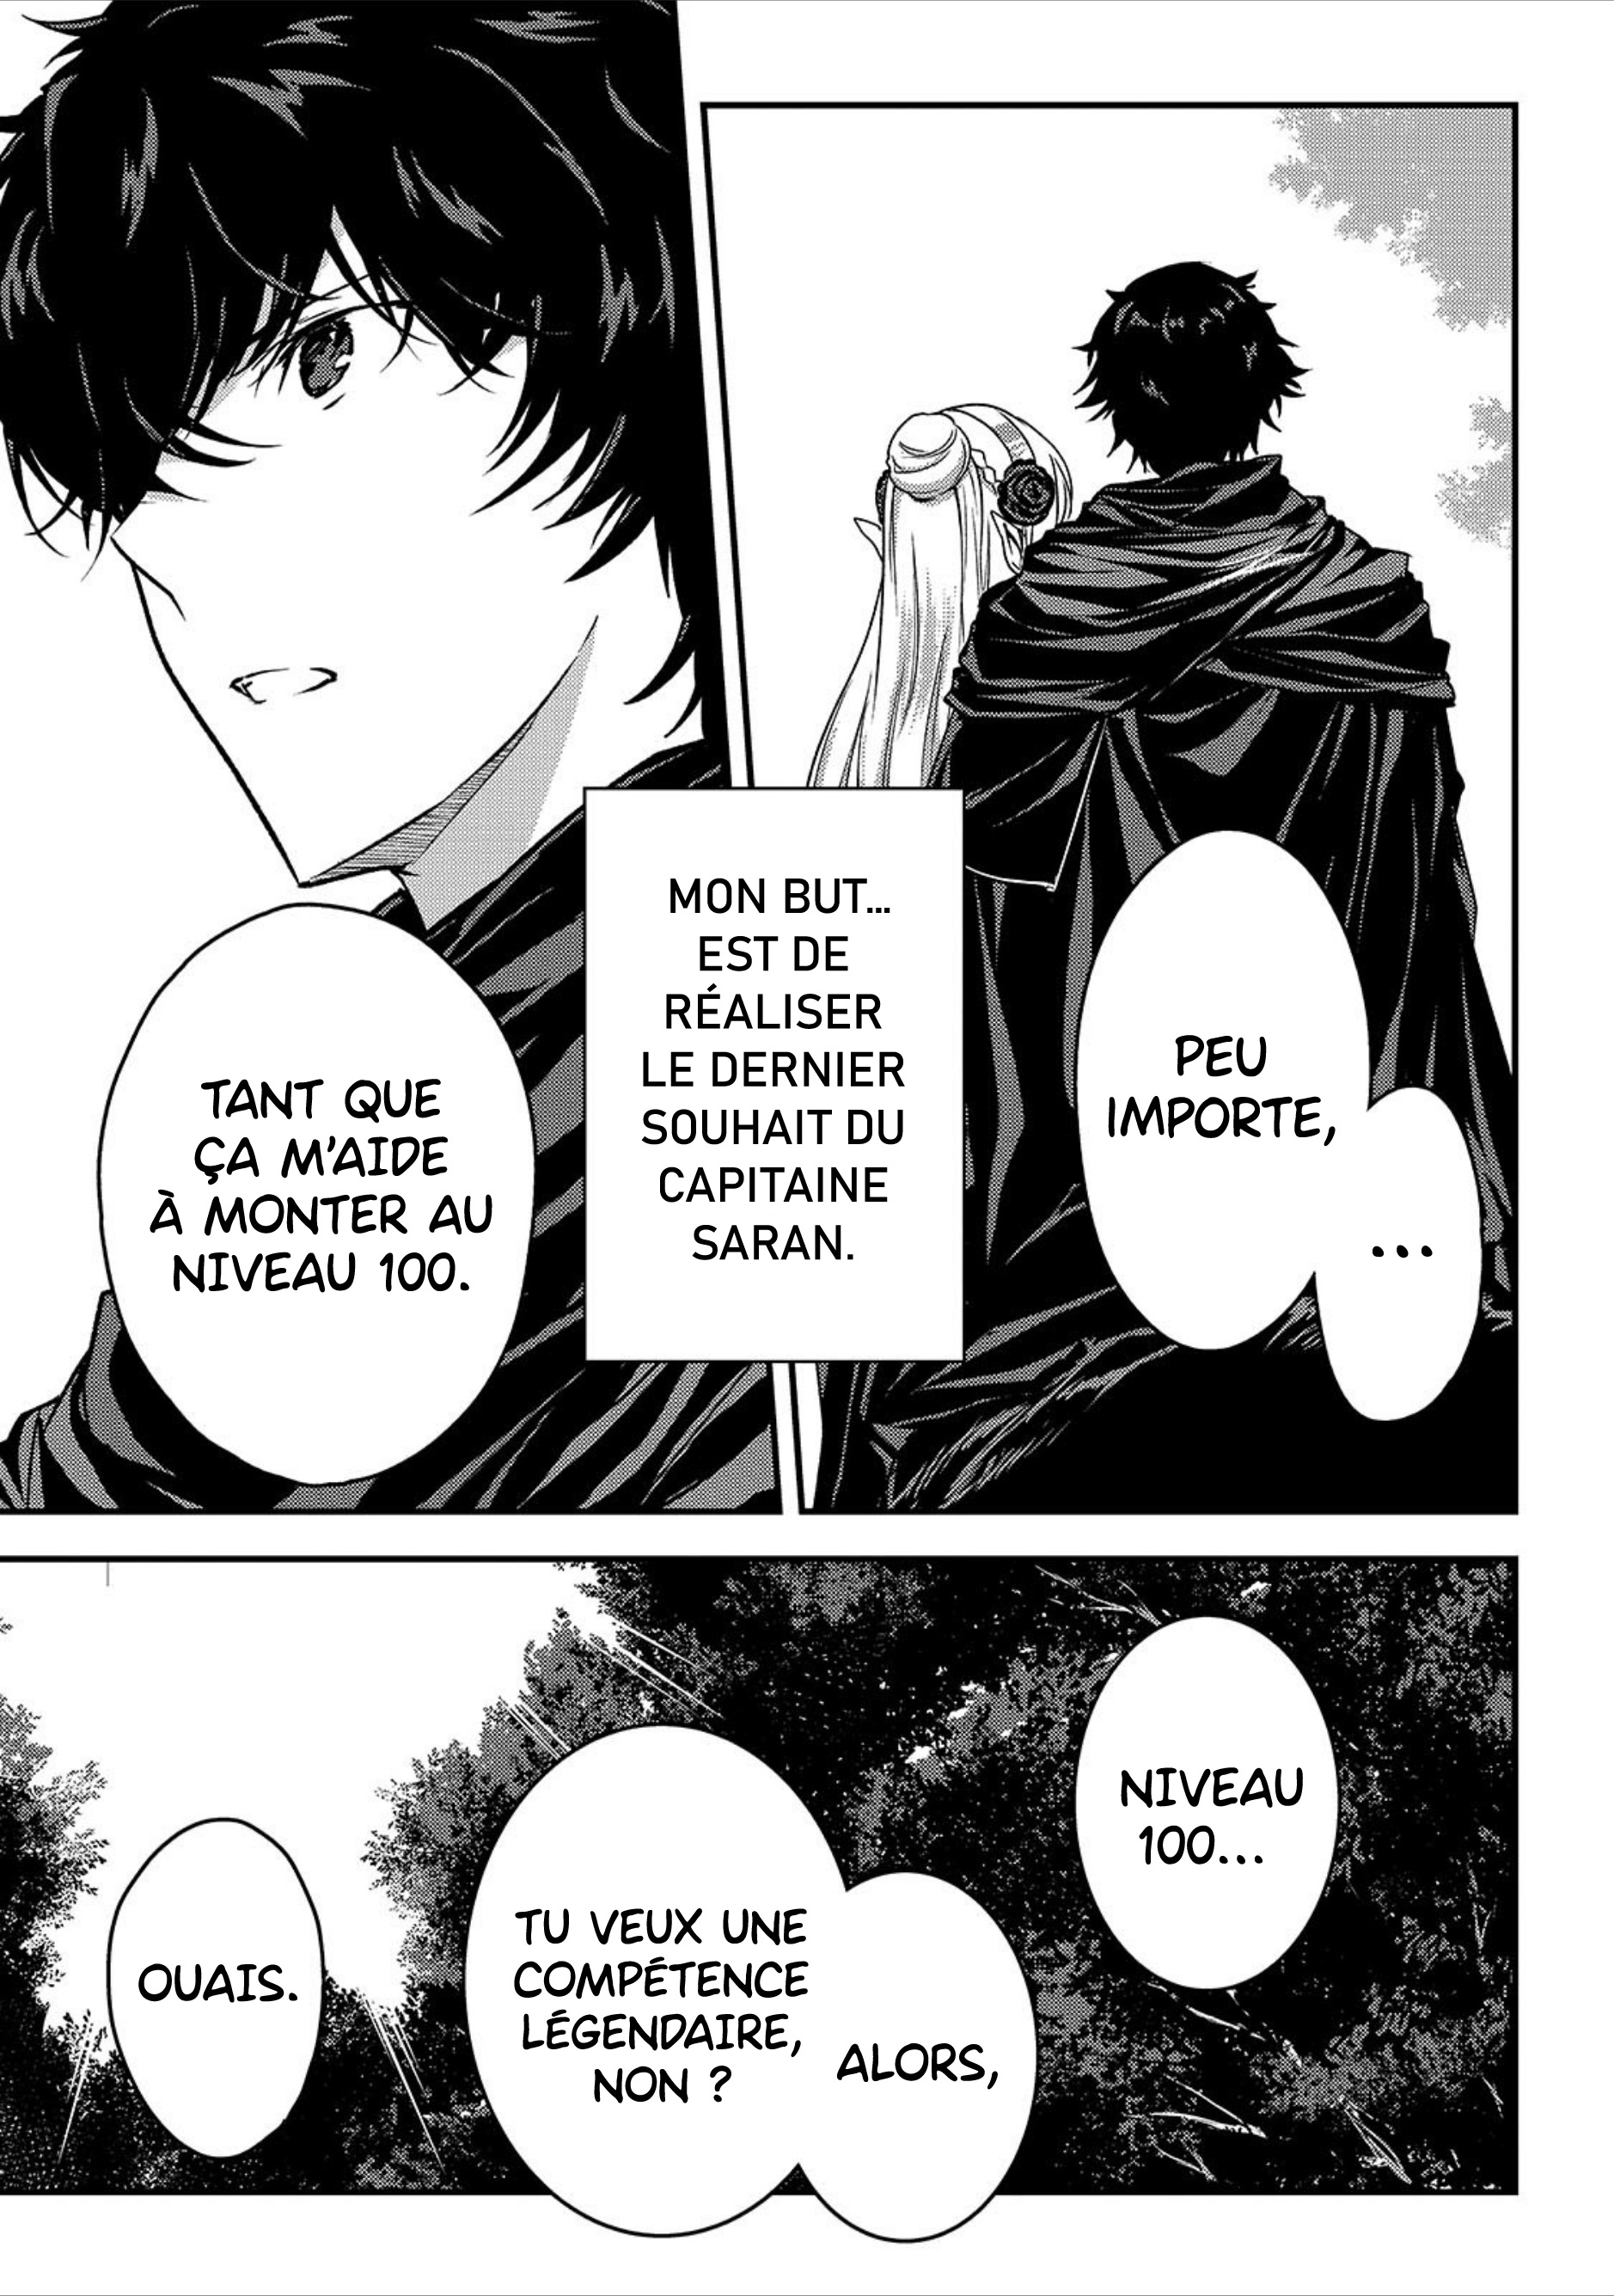 ...
PEU
IMPORTE,
MON BUT...
EST DE
RÉALISER
LE DERNIER
SOUHAIT DU
CAPITAINE
SARAN.
TANT QUE
ÇA M'AIDE
À MONTER AU
NIVEAU 100.
NIVEAU
100...
ALORS,
TU VEUX UNE
COMPÉTENCE
LÉGENDAIRE,
NON ?
OUAIS.